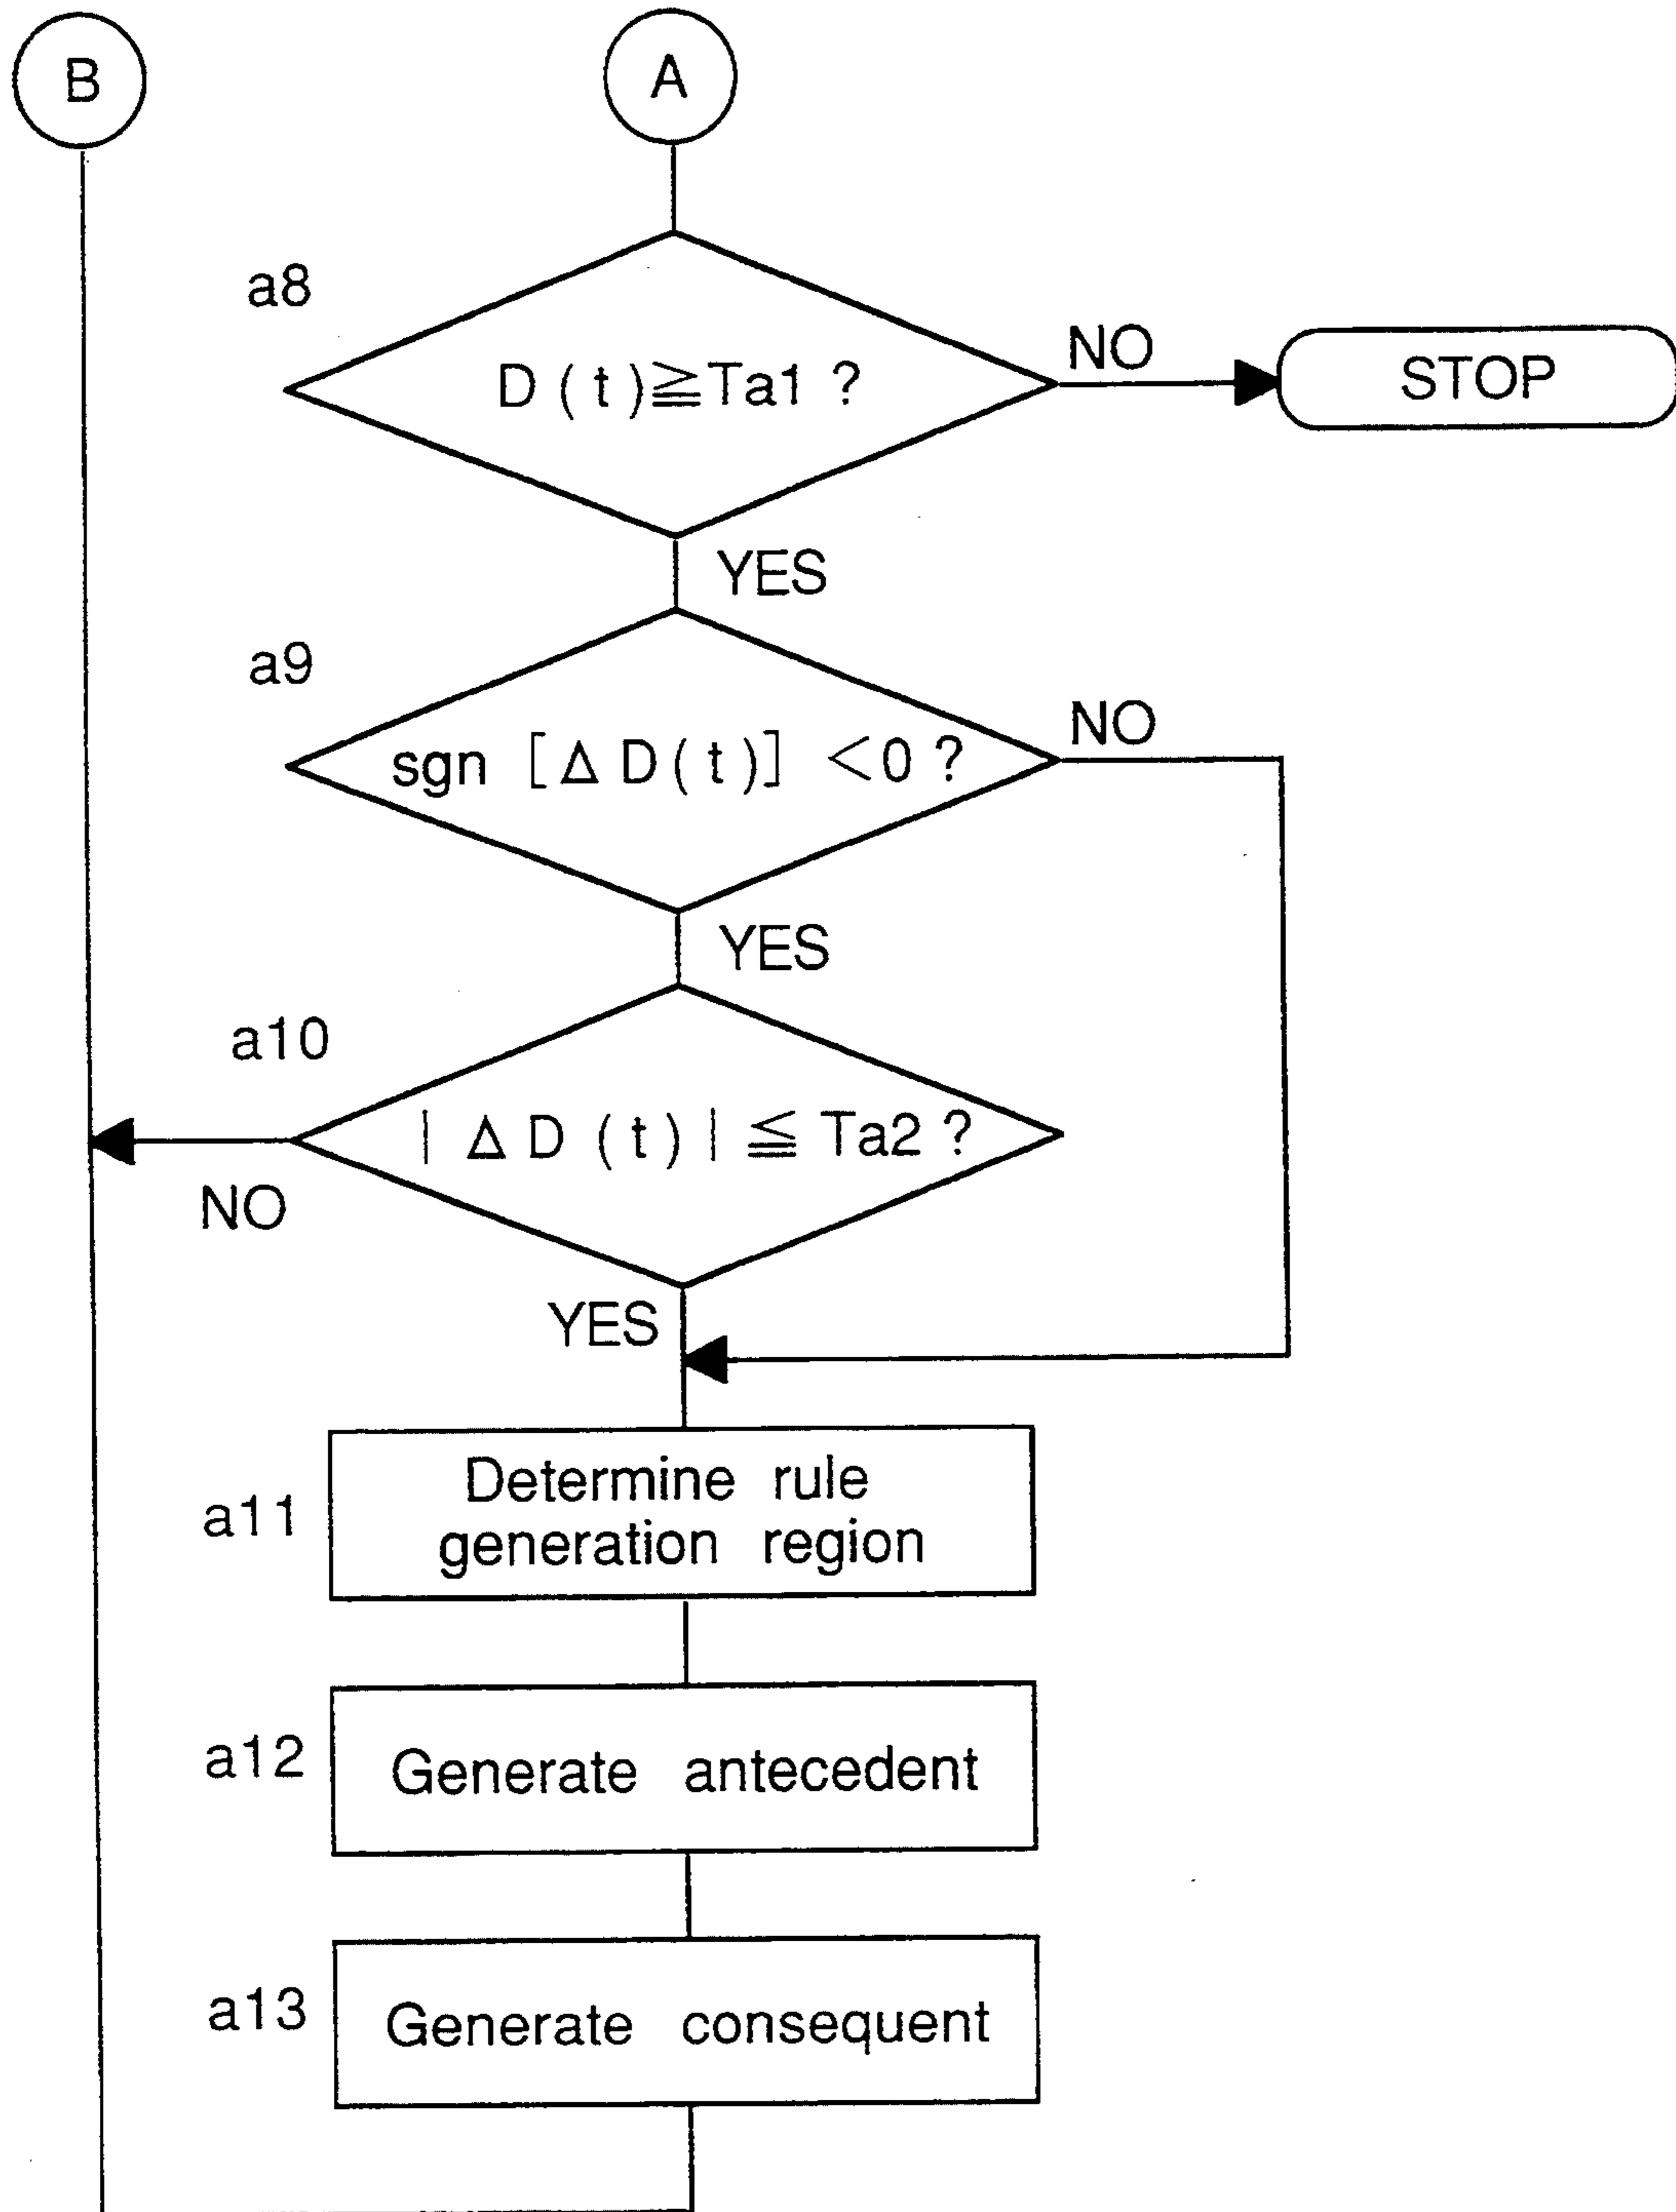 B
A
a8
D (t) ≧ Ta1 ?
NO
STOP
YES
a9
sgn [Δ D(t)] <0 ?
NO
YES
a10
| Δ D (t) | ≦ Ta2 ?
NO
YES
a11
Determine rule
generation region
a12
Generate antecedent
a13
Generate consequent